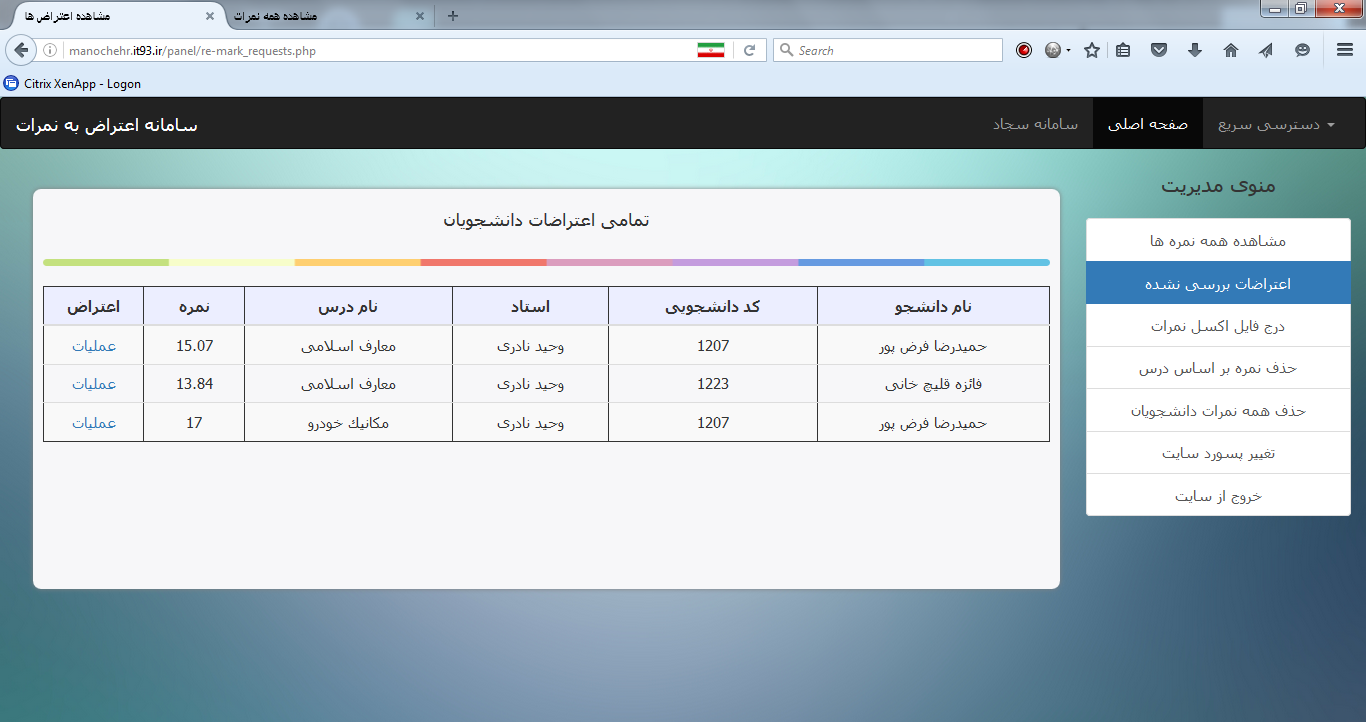 مشاهده اعتراض ها
مشاهده همه نمرات
manochehr.it93.ir/panel/re-mark_requests.php
Search
Citrix XenApp - Logon
سامانه اعتراض به نمرات
دسترسی سریع
صفحه اصلی
سامانه سجاد
منوی مدیریت
مشاهده همه نمره ها
اعتراضات بررسی نشده
درج فایل اکسل نمرات
حذف نمره بر اساس درس
حذف همه نمرات دانشجویان
تغییر پسورد سایت
خروج از سایت
تمامی اعتراضات دانشجویان
نام دانشجو کد دانشجویی استاد نام درس نمره اعتراض
حمیدرضا فرض پور 1207 وحید نادری معارف اسلامی 15.07 عملیات
فائزه قلیچ خانی 1223 وحید نادری معارف اسلامی 13.84 عملیات
حمیدرضا فرض پور 1207 وحید نادری مکانیك خودرو 17 عملیات